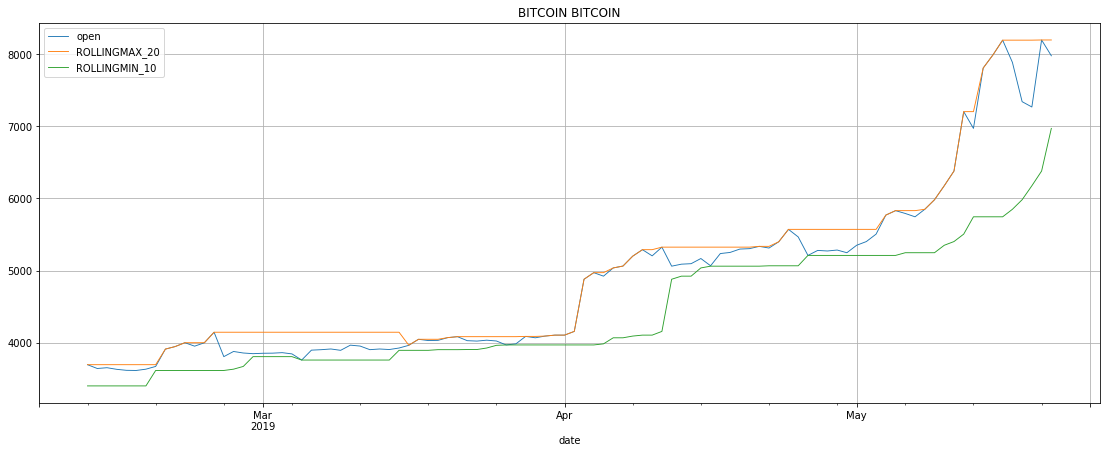 BITCOIN BITCOIN
open
ROLLINGMAX_20
ROLLINGMIN_10
8000
7000
6000
5000
4000
Mar
2019
Apr
May
date